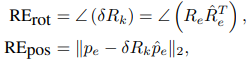 RE_rot = ∠(δR_k) = ∠(R_e R̂_e^T),
RE_pos = ‖p_e − δR_k p̂_e‖_2,